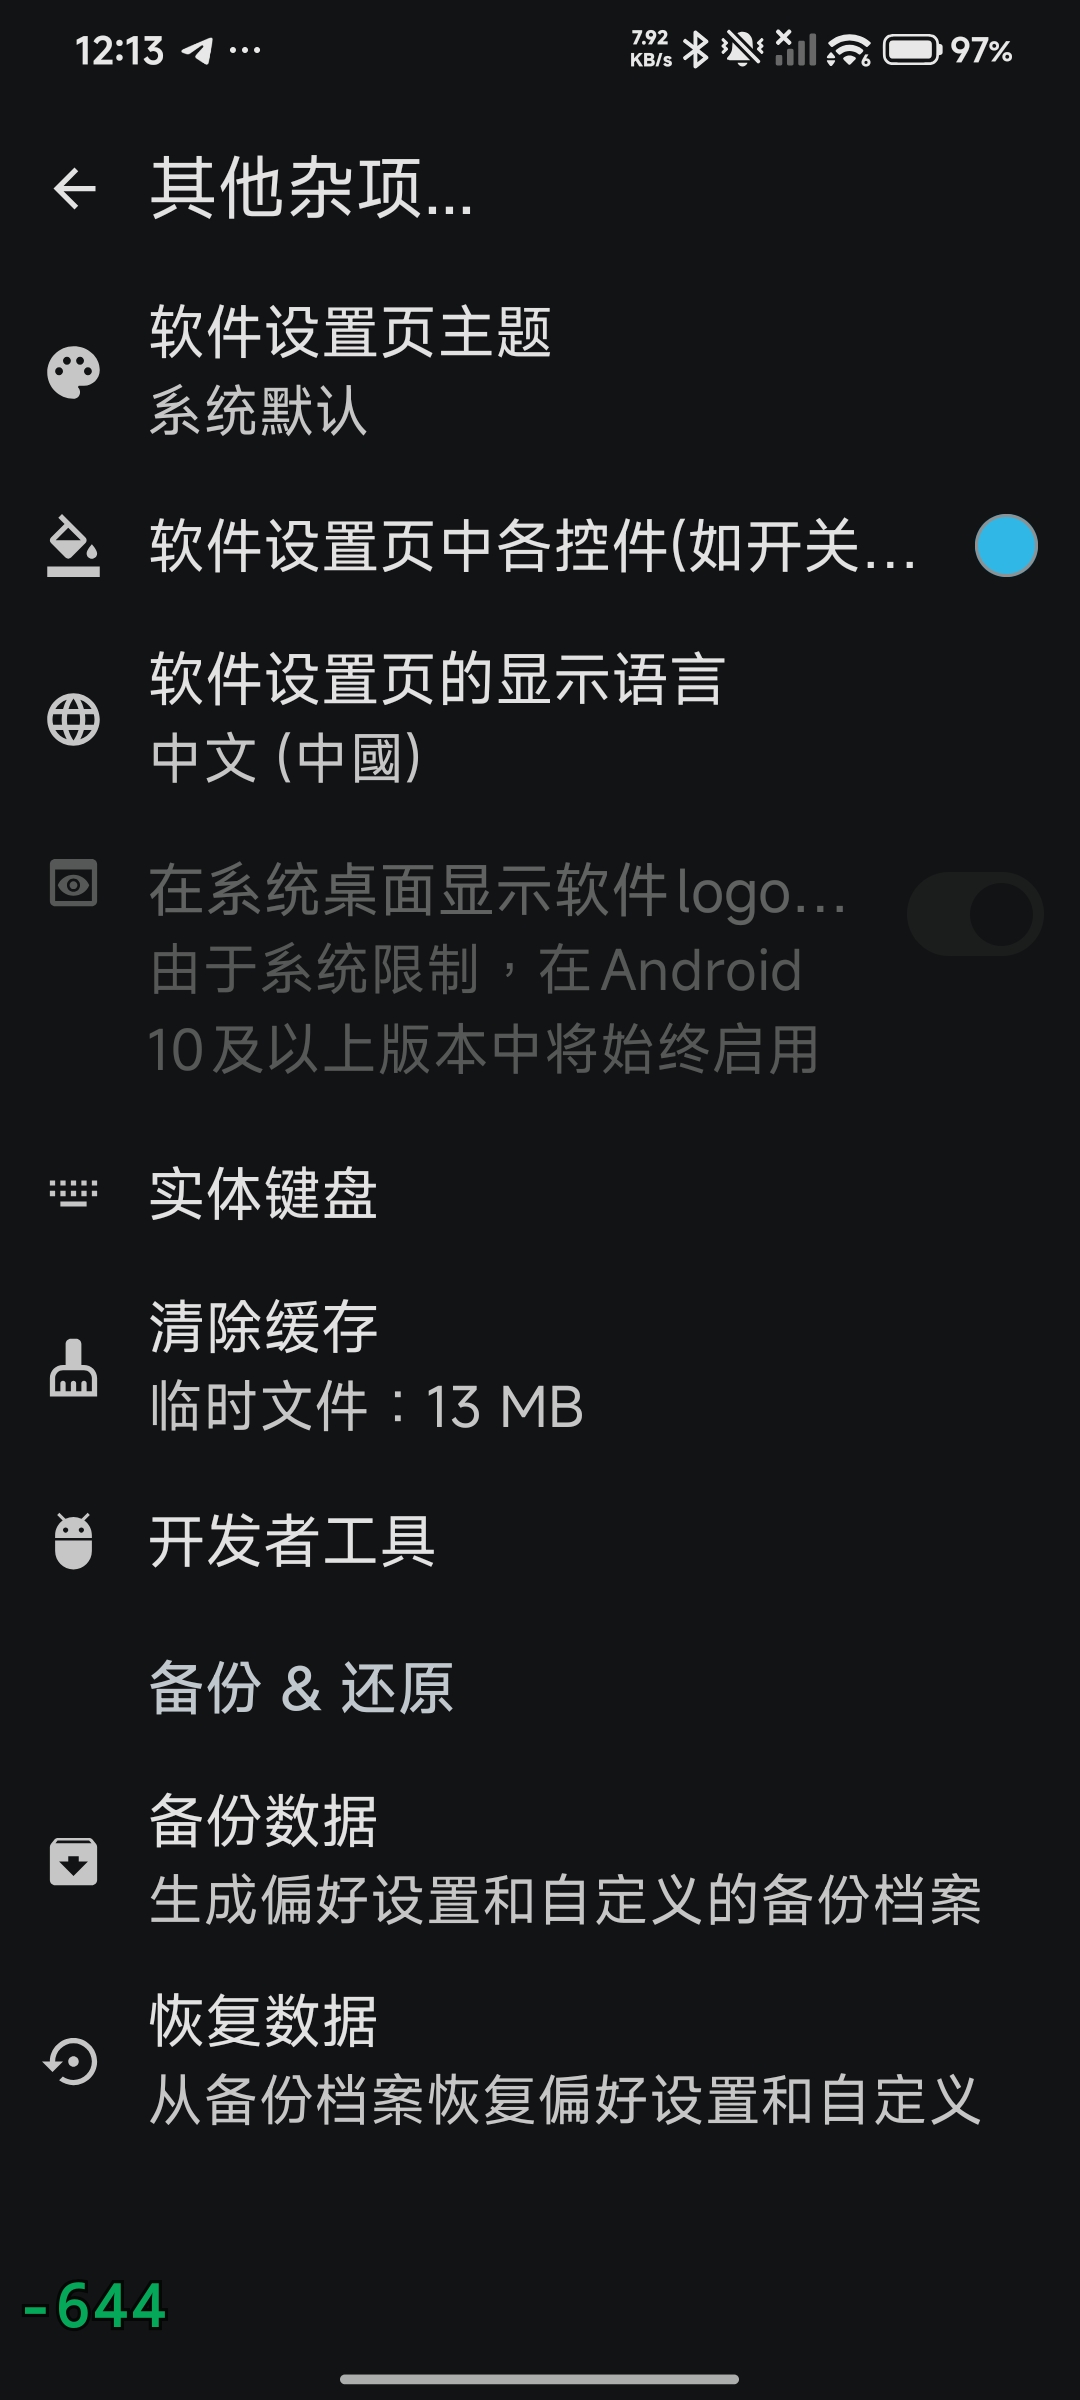 12:13 ... 7.92 KB/s 6 97%
其他杂项...
软件设置页主题
系统默认
软件设置页中各控件(如开关...
软件设置页的显示语言
中文 (中國)
在系统桌面显示软件logo...
由于系统限制，在Android
10及以上版本中将始终启用
实体键盘
清除缓存
临时文件：13 MB
开发者工具
备份 & 还原
备份数据
生成偏好设置和自定义的备份档案
恢复数据
从备份档案恢复偏好设置和自定义
-644